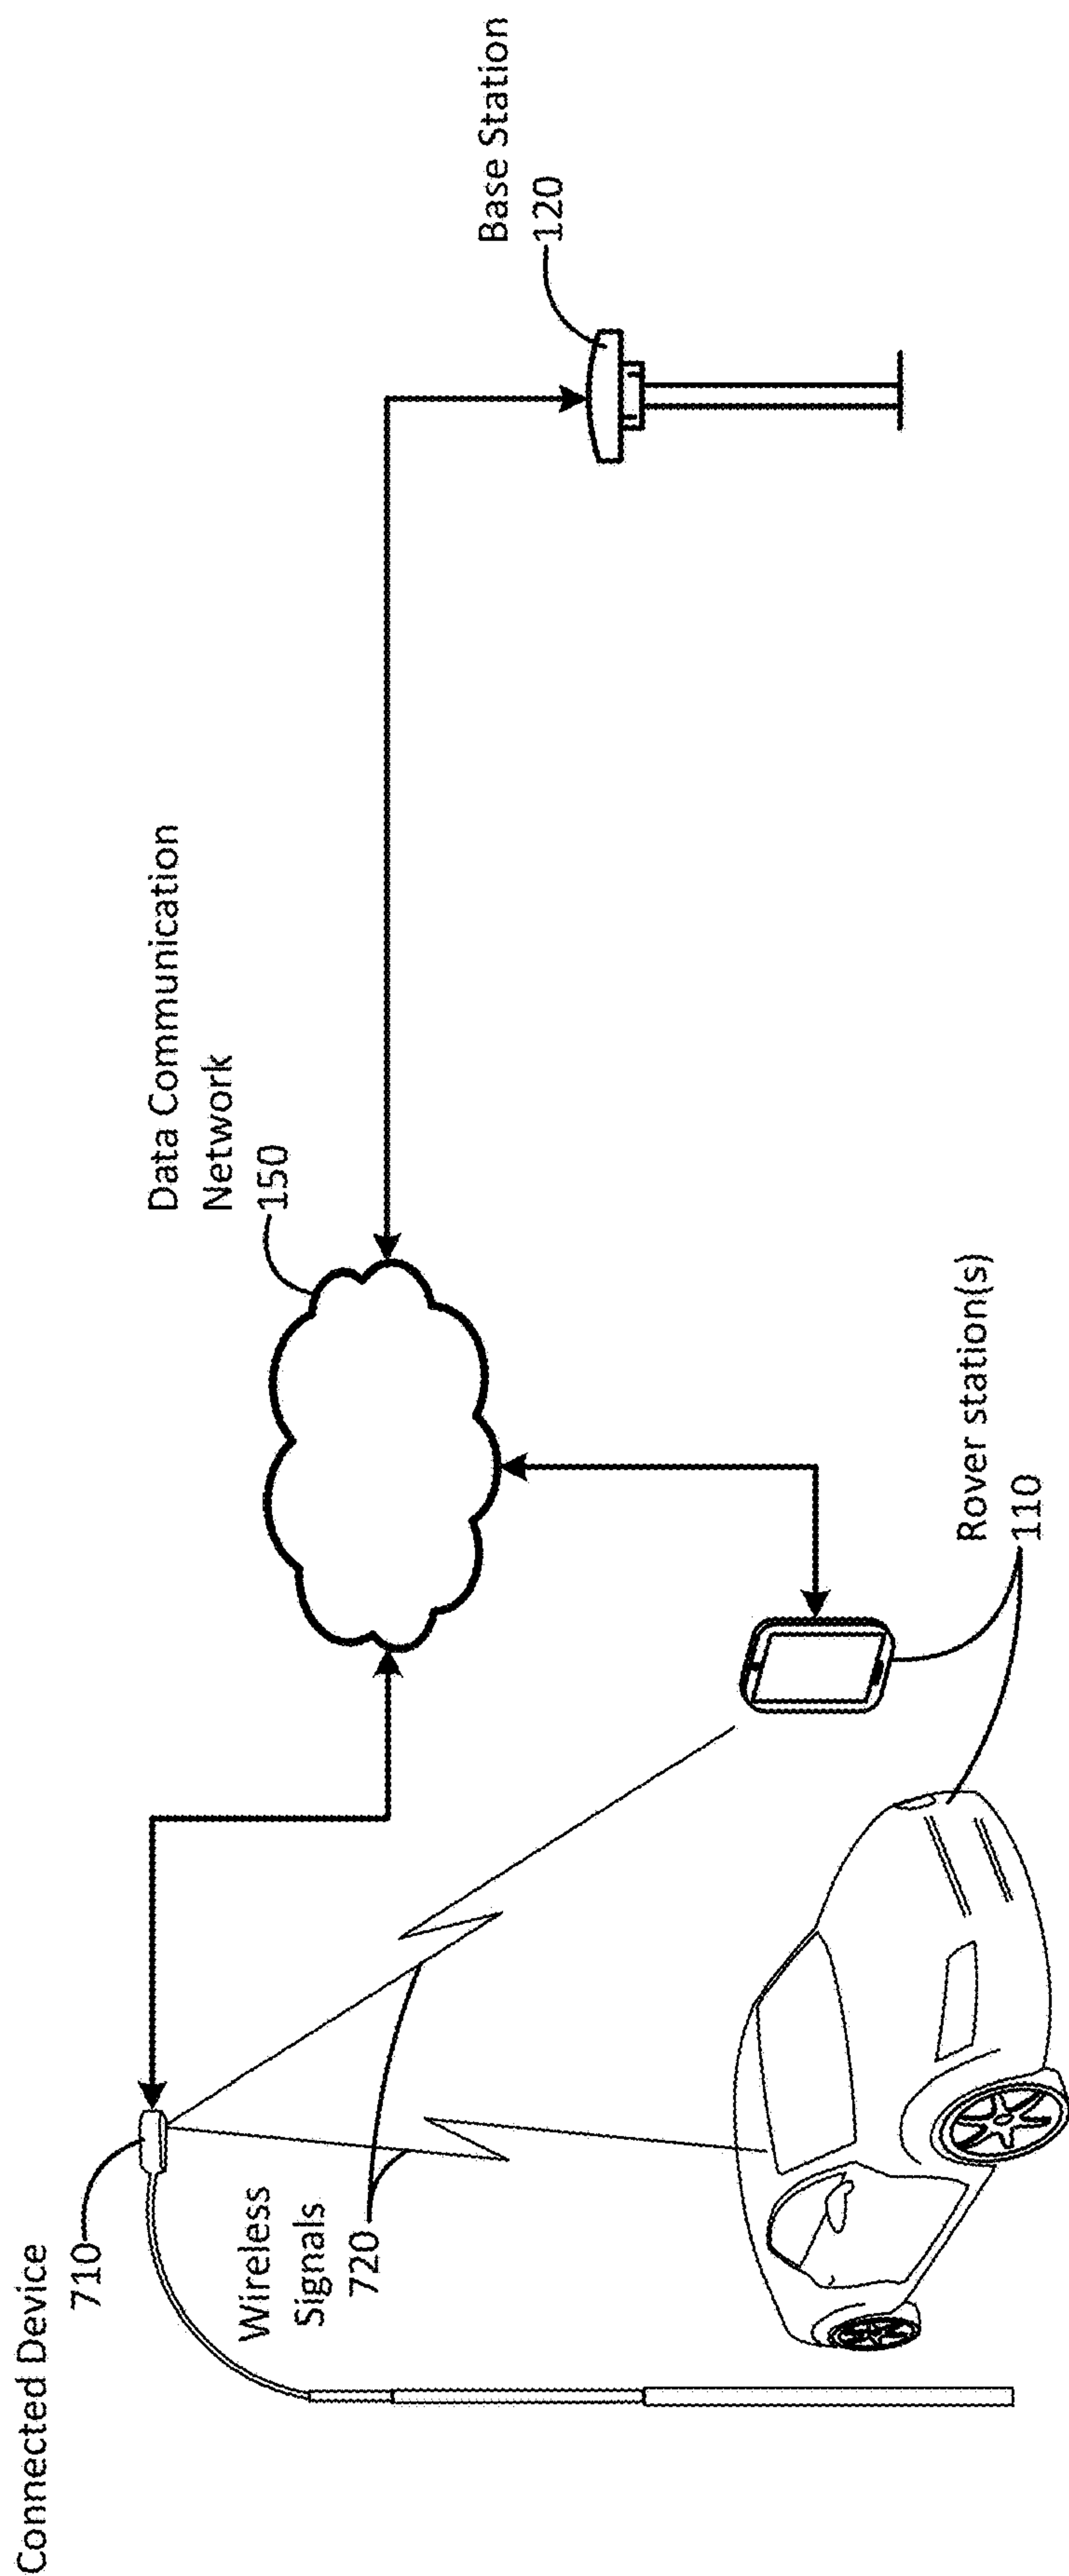 Connected Device
710
Wireless
Signals
720
Data Communication
Network
150
Rover station(s)
110
Base Station
120